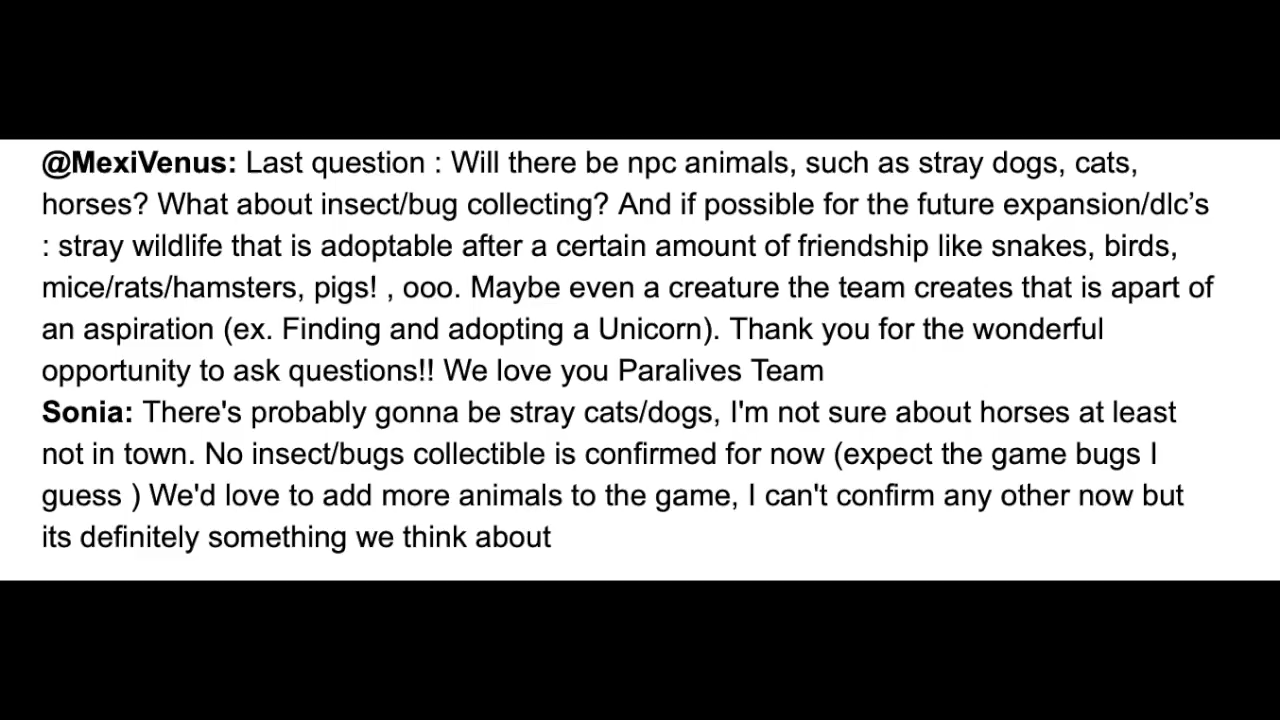 @MexiVenus: Last question : Will there be npc animals, such as stray dogs, cats,
horses? What about insect/bug collecting? And if possible for the future expansion/dlc’s
: stray wildlife that is adoptable after a certain amount of friendship like snakes, birds,
mice/rats/hamsters, pigs! , ooo. Maybe even a creature the team creates that is apart of
an aspiration (ex. Finding and adopting a Unicorn). Thank you for the wonderful
opportunity to ask questions!! We love you Paralives Team
Sonia: There's probably gonna be stray cats/dogs, I'm not sure about horses at least
not in town. No insect/bugs collectible is confirmed for now (expect the game bugs I
guess ) We'd love to add more animals to the game, I can't confirm any other now but
its definitely something we think about